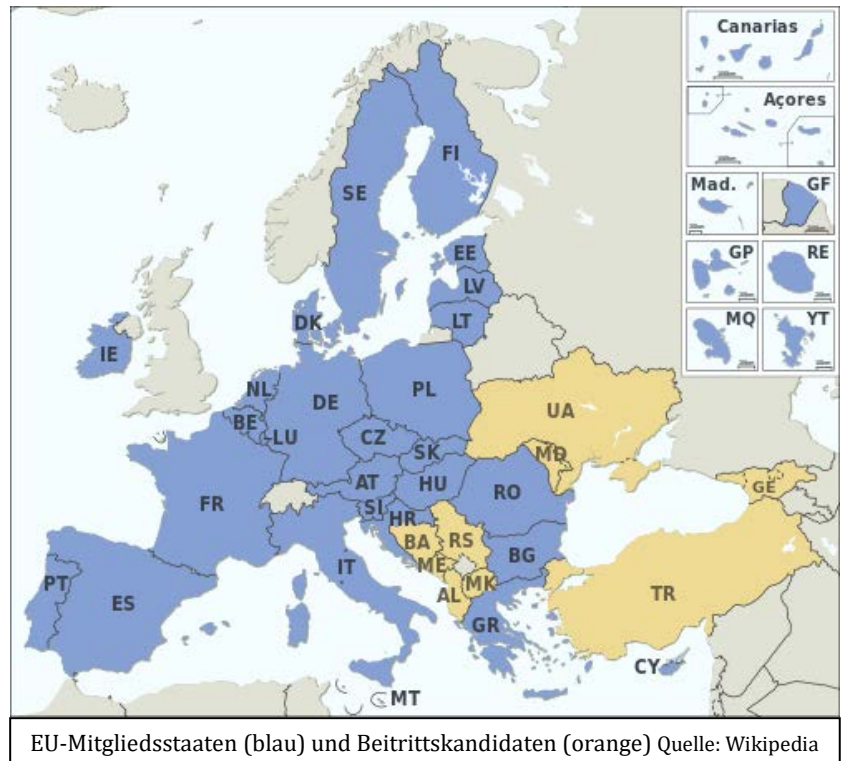 Canarias
Açores
Mad.
GF
GP
RE
MQ
YT
FI
SE
EE
LV
LT
DK
IE
NL
BE
LU
DE
PL
UA
CZ
SK
MD
AT
HU
RO
FR
SI
HR
BA
RS
GE
IT
ME
BG
PT
ES
AL
MK
TR
GR
CY
MT
EU-Mitgliedsstaaten (blau) und Beitrittskandidaten (orange) Quelle: Wikipedia